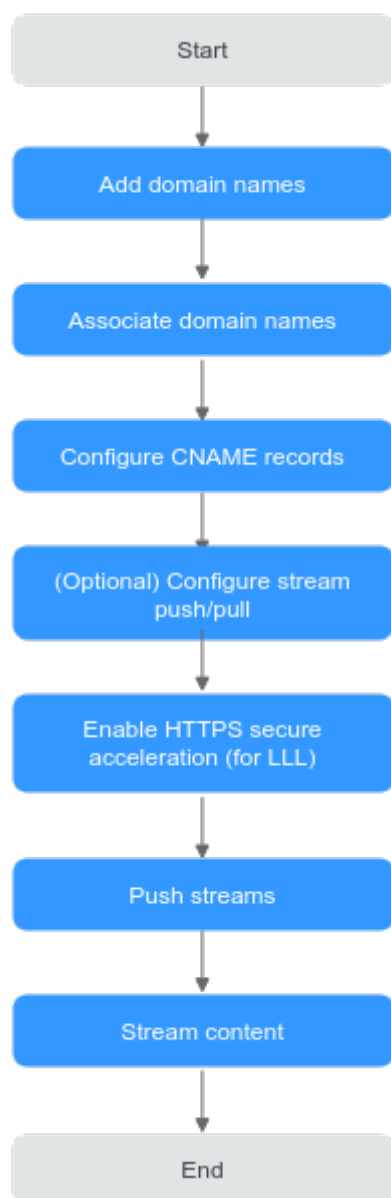 Start
Add domain names
Associate domain names
Configure CNAME records
(Optional) Configure stream
push/pull
Enable HTTPS secure
acceleration (for LLL)
Push streams
Stream content
End